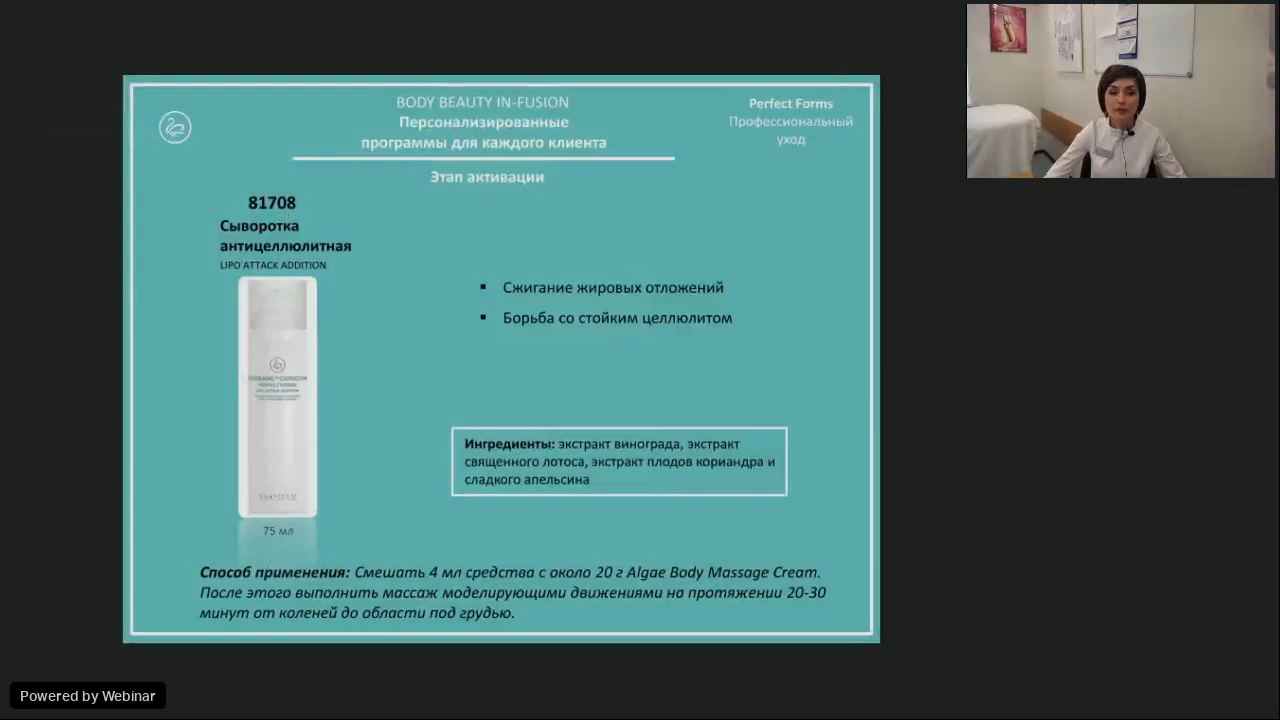 BODY BEAUTY IN-FUSION
Персонализированные
программы для каждого клиента
Perfect Forms
Профессиональный
уход
Этап активации
81708
Сыворотка
антицеллюлитная
LIPO ATTACK ADDITION
▪ Сжигание жировых отложений
▪ Борьба со стойким целлюлитом
Ингредиенты: экстракт винограда, экстракт
священного лотоса, экстракт плодов кориандра и
сладкого апельсина
75 мл
Способ применения: Смешать 4 мл средства с около 20 г Algae Body Massage Cream.
После этого выполнить массаж моделирующими движениями на протяжении 20-30
минут от коленей до области под грудью.
Powered by Webinar